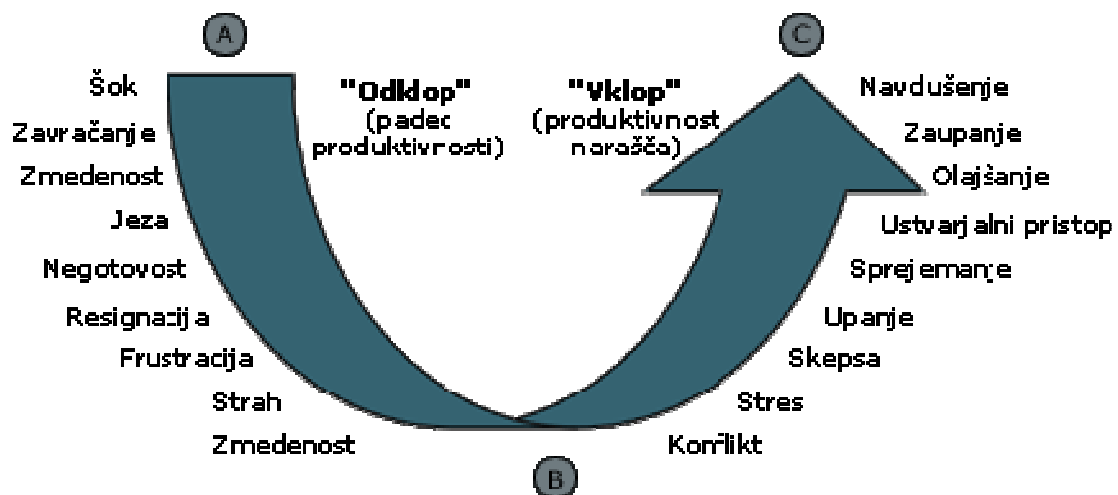 A
C
Šok
Zavračanje
Zmedenost
Jeza
Negotovost
Resignacija
Frustracija
Strah
Zmedenost
"Odklop"
(padec
produktivnosti)
"Vklop"
(produktivnost
narašča)
Navdušenje
Zaupanje
Olajšanje
Ustvarjalni pristop
Sprejemanje
Upanje
Skepsa
Stres
Konflikt
B